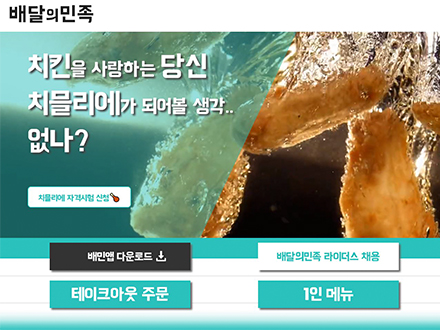 배달의민족
치킨을 사랑하는 당신
치믈리에가 되어볼 생각..
없나?
치믈리에 자격시험 신청
배민앱 다운로드
배달의민족 라이더스 채용
테이크아웃 주문
1인 메뉴